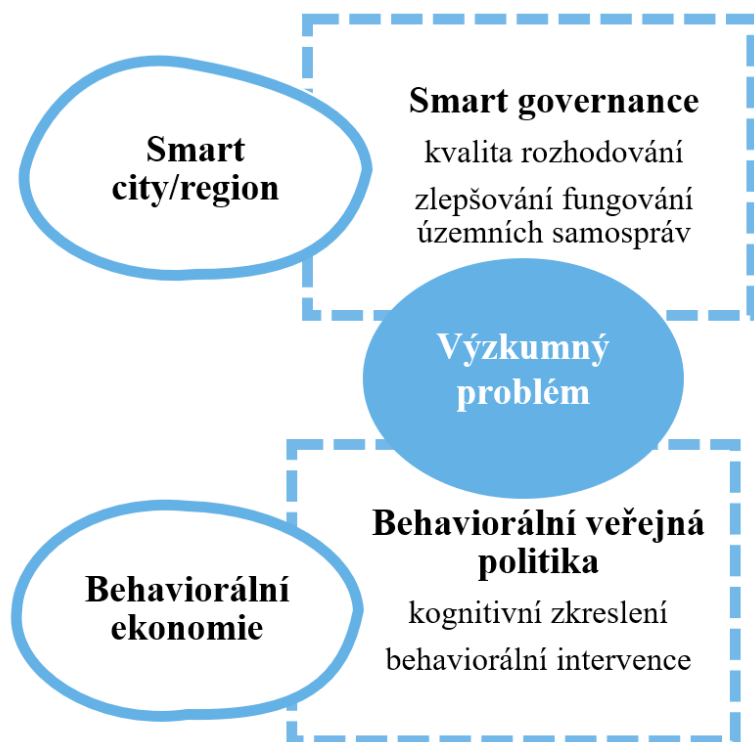 Smart
city/region
Smart governance
kvalita rozhodování
zlepšování fungování
územních samospráv
Výzkumný
problém
Behaviorální
ekonomie
Behaviorální veřejná
politika
kognitivní zkreslení
behaviorální intervence